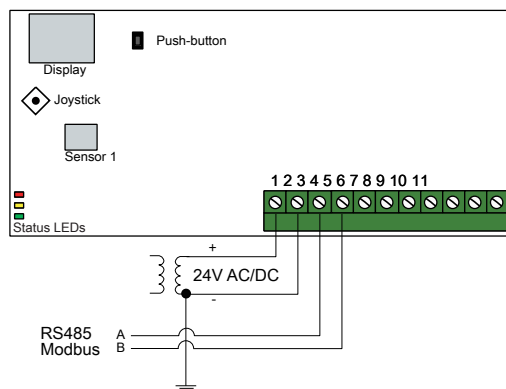 Display
Push-button
Joystick
Sensor 1
Status LEDs
1 2 3 4 5 6 7 8 9 10 11
+
24V AC/DC
-
RS485 A
Modbus B